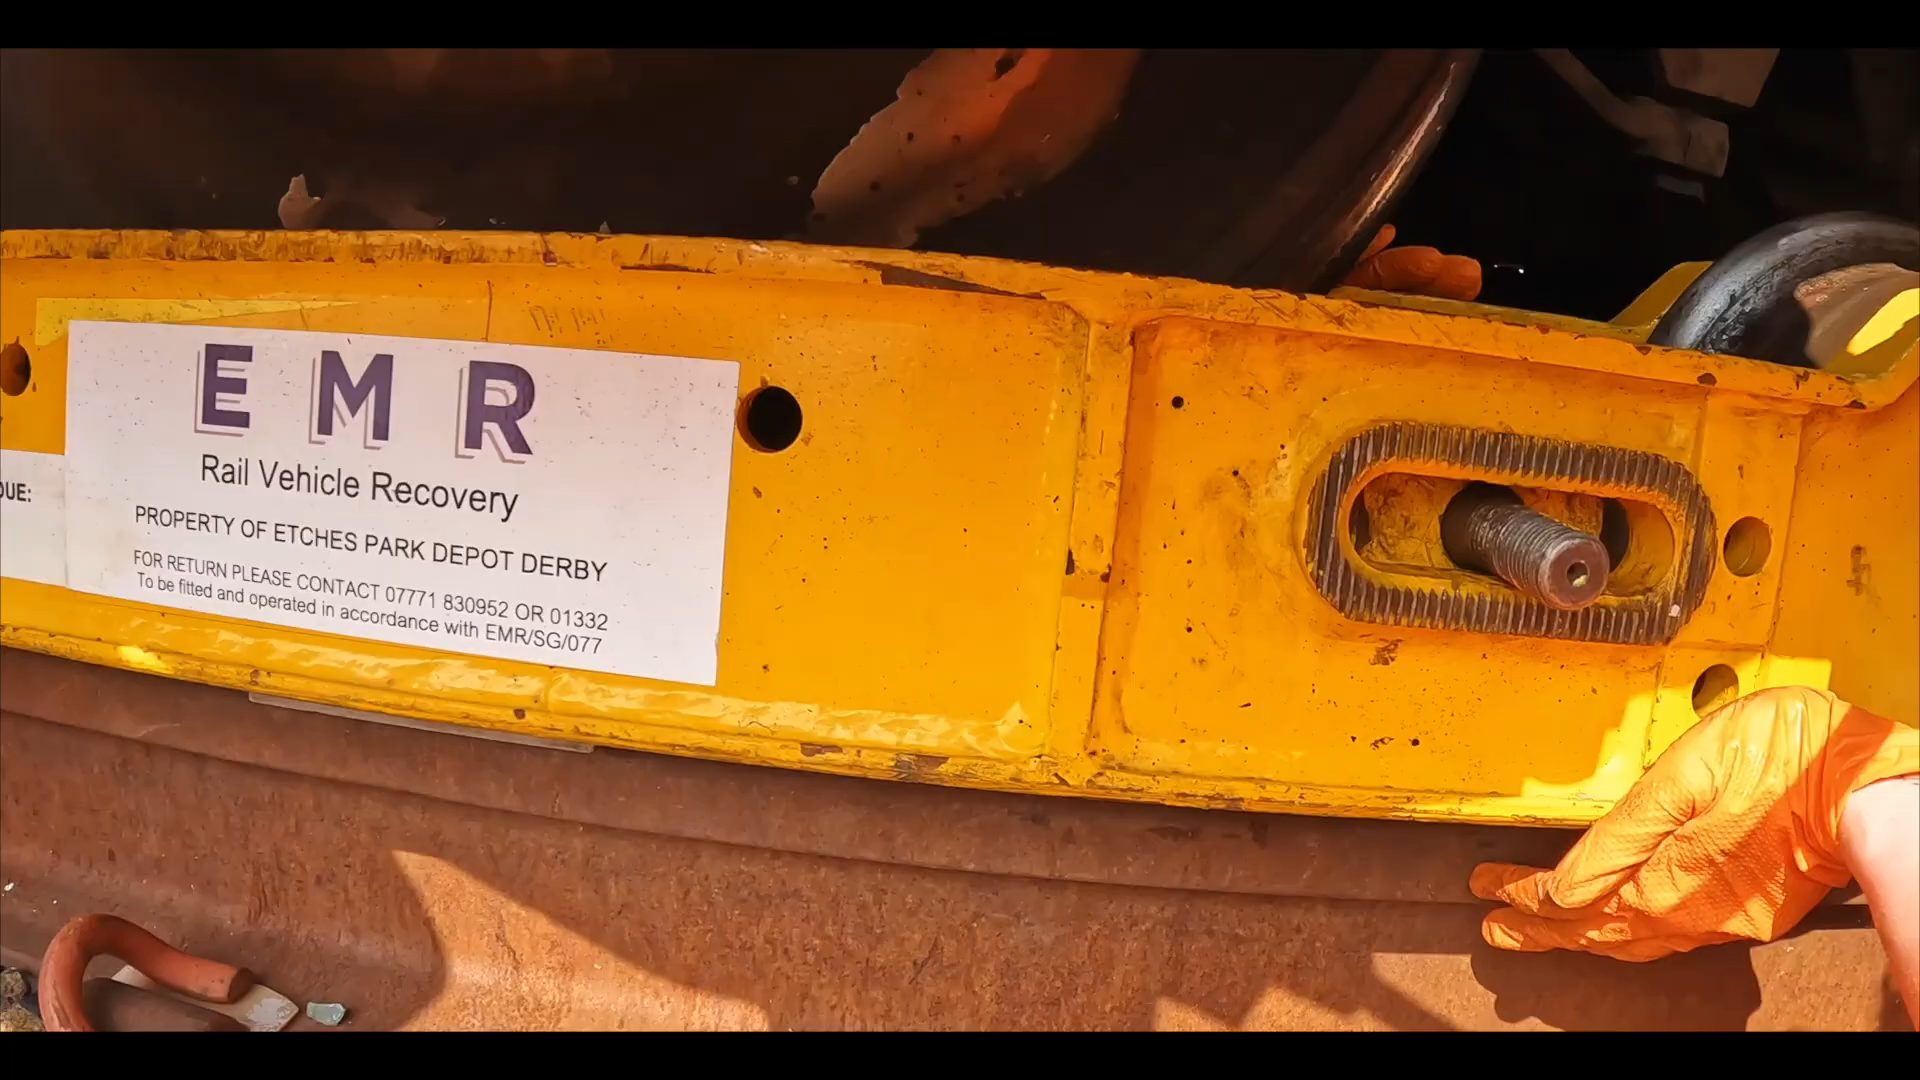 EMR
Rail Vehicle Recovery
PROPERTY OF ETCHES PARK DEPOT DERBY
FOR RETURN PLEASE CONTACT 07771 830952 OR 01332
To be fitted and operated in accordance with EMR/SG/077
DUE: